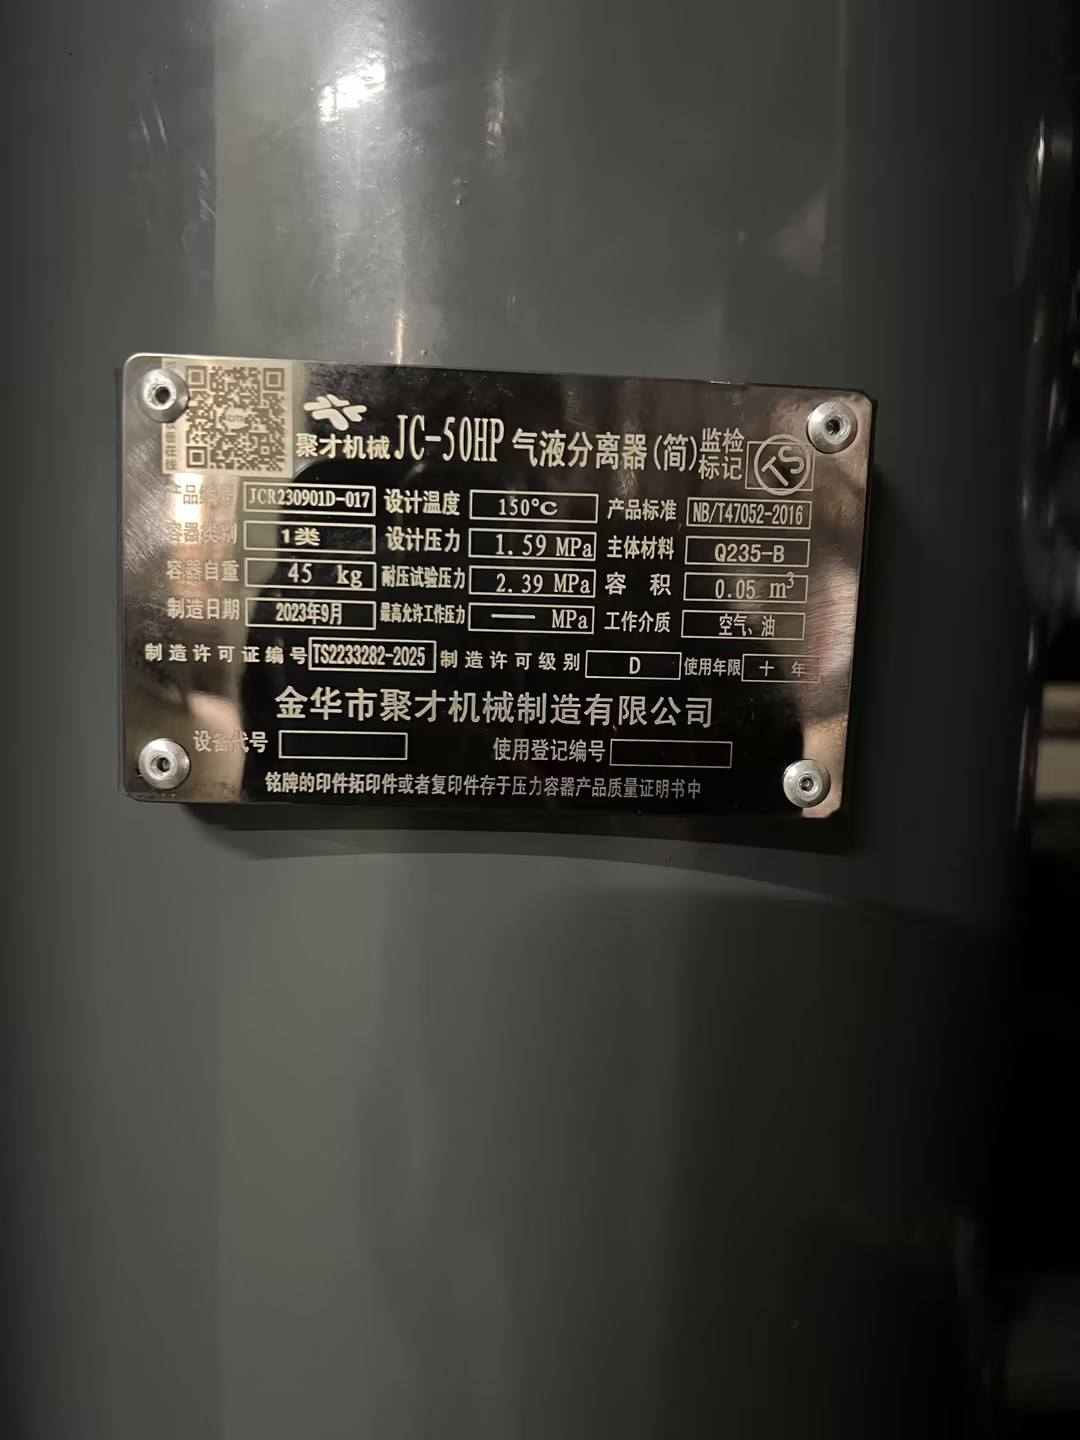 聚才机械 JC-50HP 气液分离器(简) 监检标记 TS
产品编号 JCR230901D-017 设计温度 150℃ 产品标准 NB/T47052-2016
容器类别 1类 设计压力 1.59 MPa 主体材料 Q235-B
容器自重 45 kg 耐压试验压力 2.39 MPa 容 积 0.05 m³
制造日期 2023年9月 最高允许工作压力 — MPa 工作介质 空气、油
制造许可证编号 TS2233282-2025 制造许可级别 D 使用年限 十 年
金华市聚才机械制造有限公司
设备代号 使用登记编号
铭牌的印件拓印件或者复印件存于压力容器产品质量证明书中